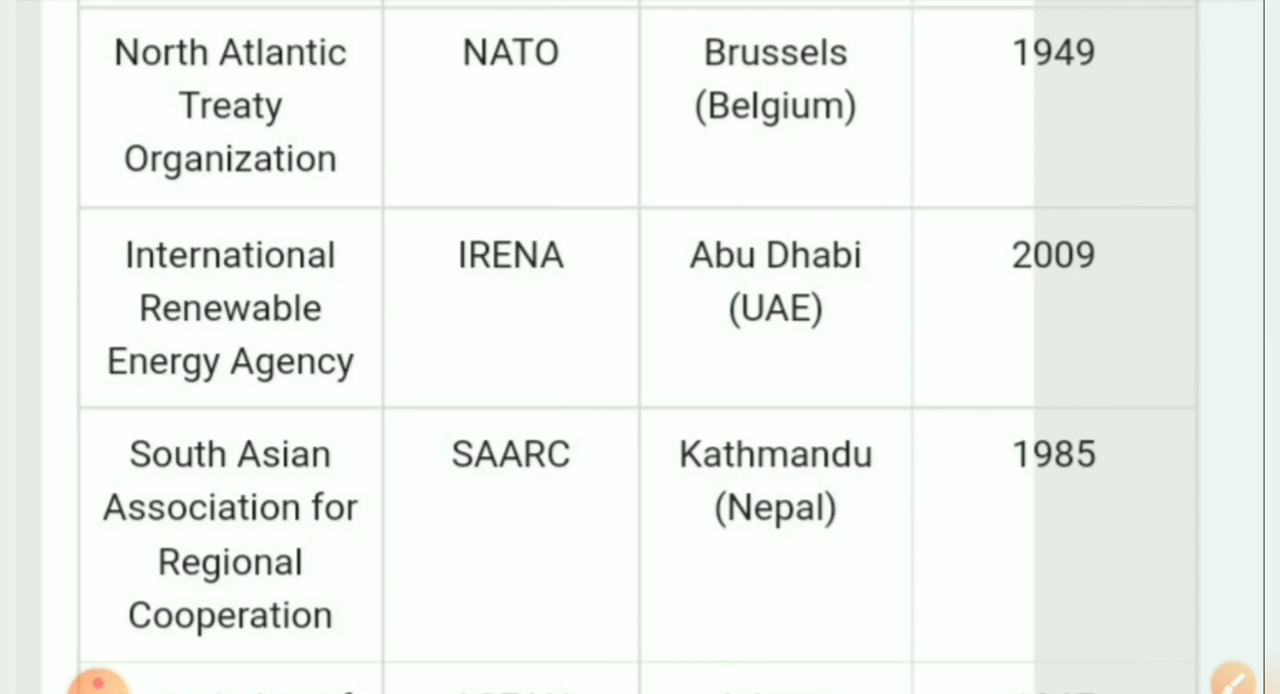 North Atlantic NATO Brussels 1949
Treaty (Belgium)
Organization
International IRENA Abu Dhabi 2009
Renewable (UAE)
Energy Agency
South Asian SAARC Kathmandu 1985
Association for (Nepal)
Regional
Cooperation